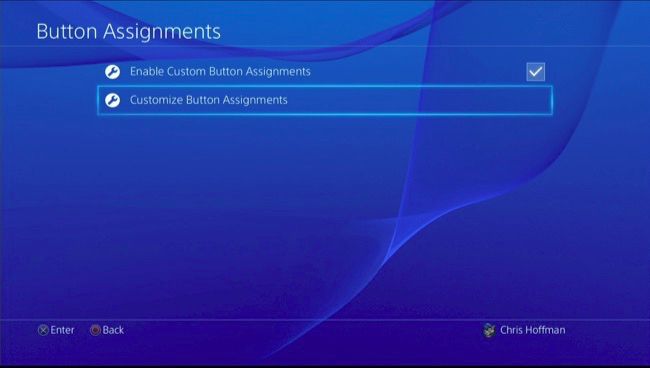 Button Assignments
Enable Custom Button Assignments
Customize Button Assignments
Enter Back Chris Hoffman